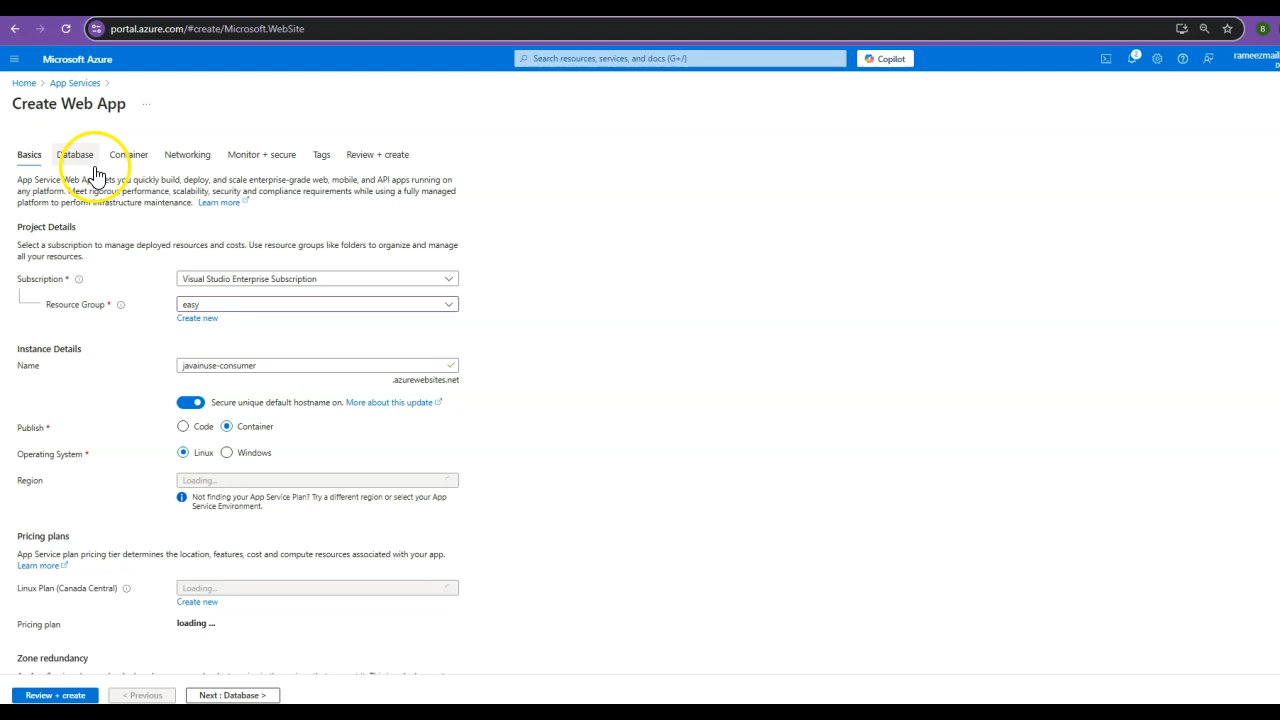 portal.azure.com/#create/Microsoft.WebSite
B
Microsoft Azure
Search resources, services, and docs (G+/)
Copilot
2
rameezmail
Home > App Services >
Create Web App ...
Basics Database Container Networking Monitor + secure Tags Review + create
App Service Web Apps lets you quickly build, deploy, and scale enterprise-grade web, mobile, and API apps running on
any platform. Meet rigorous performance, scalability, security and compliance requirements while using a fully managed
platform to perform infrastructure maintenance. Learn more
Project Details
Select a subscription to manage deployed resources and costs. Use resource groups like folders to organize and manage
all your resources.
Subscription *
Visual Studio Enterprise Subscription
Resource Group *
easy
Create new
Instance Details
Name
javainuse-consumer
.azurewebsites.net
Secure unique default hostname on. More about this update
Publish *
Code Container
Operating System *
Linux Windows
Region
Loading...
Not finding your App Service Plan? Try a different region or select your App
Service Environment.
Pricing plans
App Service plan pricing tier determines the location, features, cost and compute resources associated with your app.
Learn more
Linux Plan (Canada Central)
Loading...
Create new
Pricing plan
loading ...
Zone redundancy
Review + create
< Previous
Next : Database >